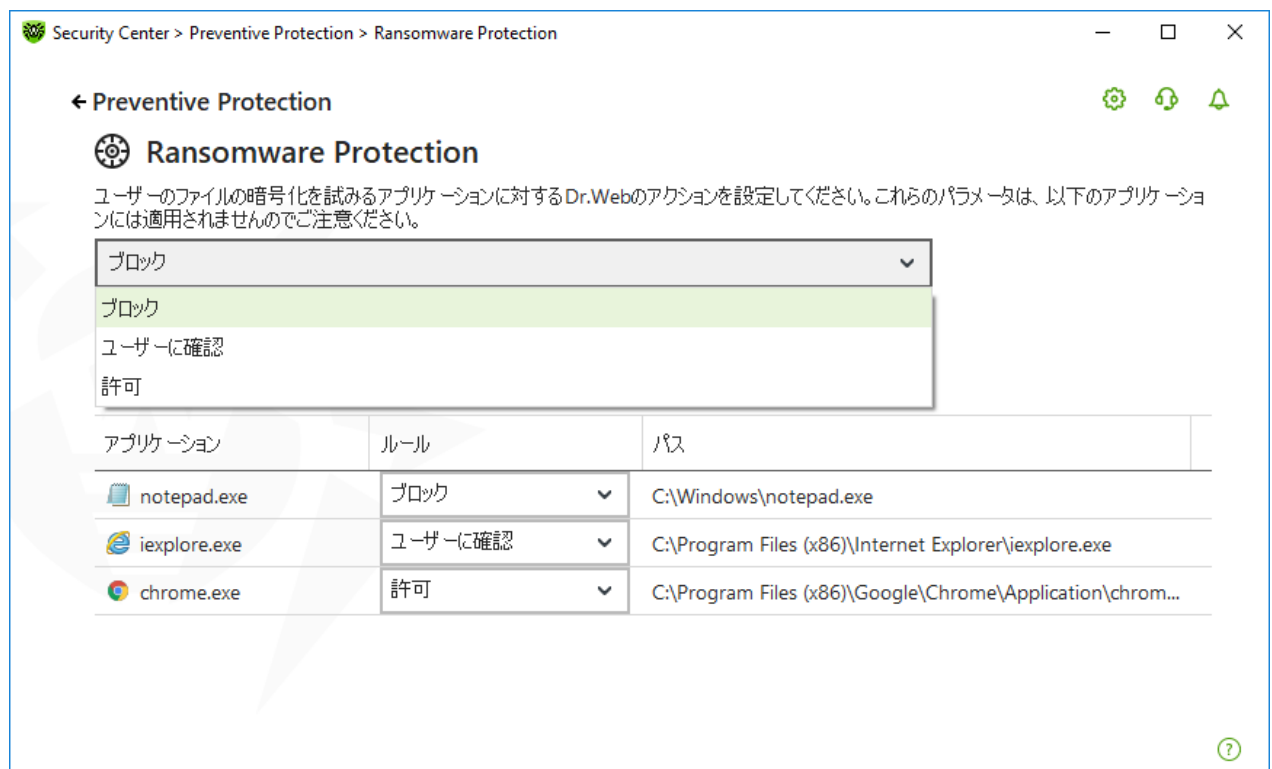 Security Center > Preventive Protection > Ransomware Protection
Preventive Protection
Ransomware Protection
ユーザーのファイルの暗号化を試みるアプリケーションに対するDr.Webのアクションを設定してください。これらのパラメータは、以下のアプリケーショ
ンには適用されませんのでご注意ください。
ブロック
ブロック
ユーザーに確認
許可
アプリケーション ルール パス
notepad.exe ブロック C:\Windows\notepad.exe
iexplore.exe ユーザーに確認 C:\Program Files (x86)\Internet Explorer\iexplore.exe
chrome.exe 許可 C:\Program Files (x86)\Google\Chrome\Application\chrom...
?